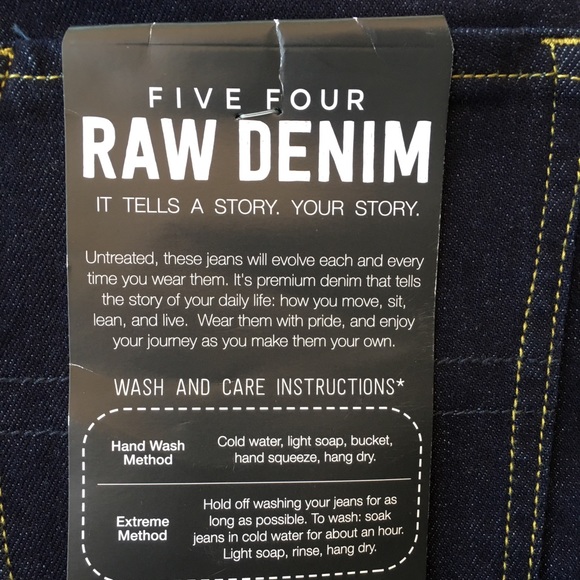 FIVE FOUR
RAW DENIM
IT TELLS A STORY. YOUR STORY.
Untreated, these jeans will evolve each and every
time you wear them. It's premium denim that tells
the story of your daily life: how you move, sit,
lean, and live. Wear them with pride, and enjoy
your journey as you make them your own.
WASH AND CARE INSTRUCTIONS*
Hand Wash
Method
Cold water, light soap, bucket,
hand squeeze, hang dry.
Extreme
Method
Hold off washing your jeans for as
long as possible. To wash: soak
jeans in cold water for about an hour.
Light soap, rinse, hang dry.